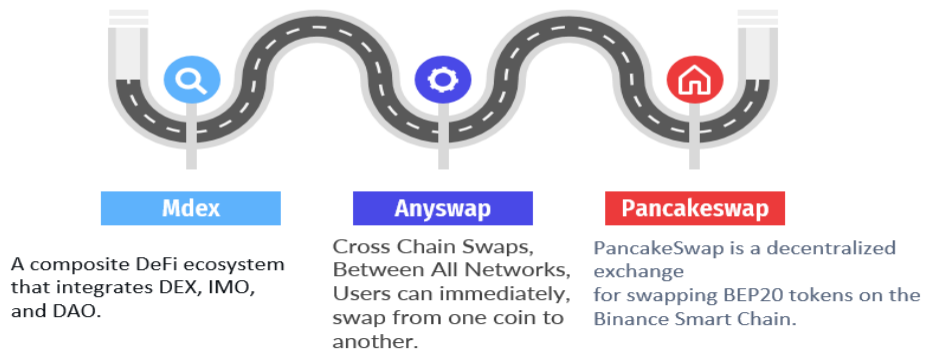 Mdex
A composite DeFi ecosystem
that integrates DEX, IMO,
and DAO.
Anyswap
Cross Chain Swaps,
Between All Networks,
Users can immediately,
swap from one coin to
another.
Pancakeswap
PancakeSwap is a decentralized
exchange
for swapping BEP20 tokens on the
Binance Smart Chain.